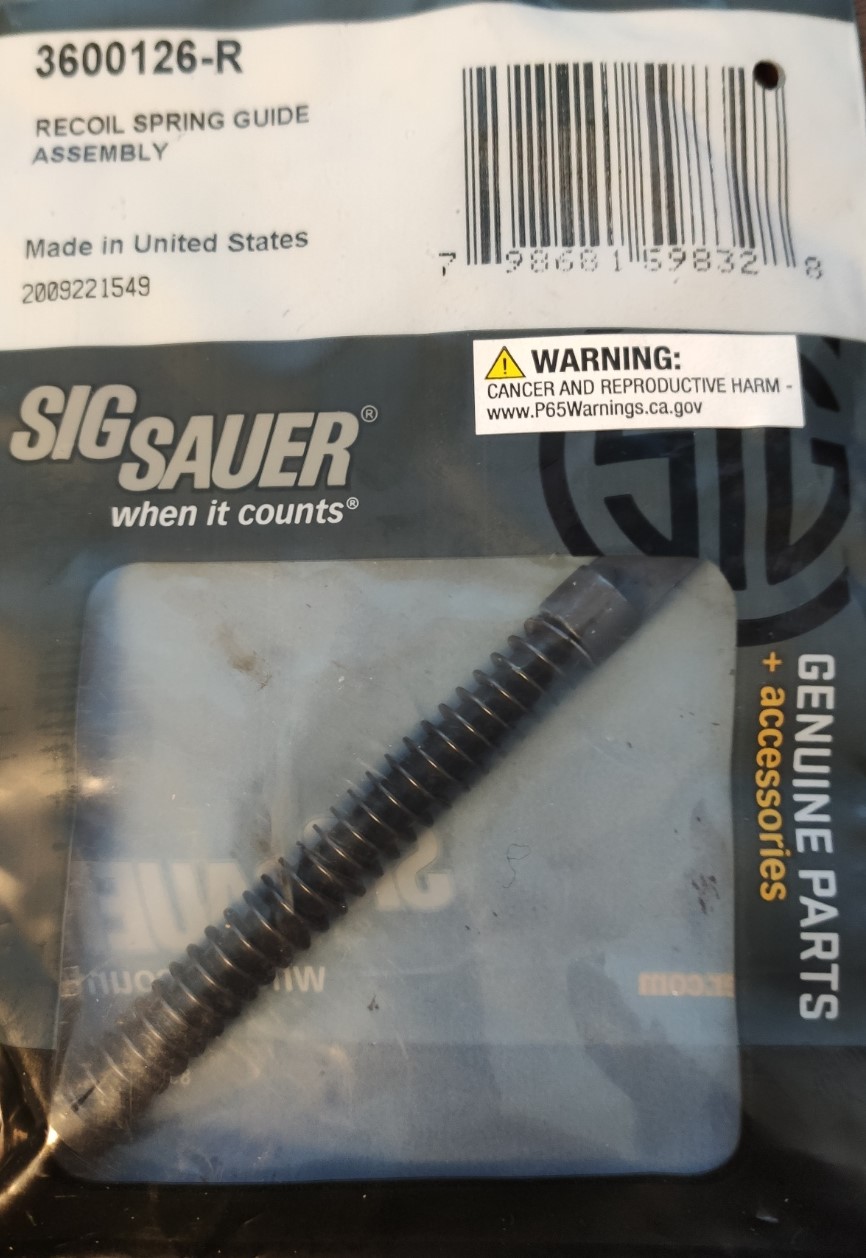 3600126-R
RECOIL SPRING GUIDE
ASSEMBLY
Made in United States
2009221549
7 98681 59832 8
WARNING:
CANCER AND REPRODUCTIVE HARM -
www.P65Warnings.ca.gov
SIG SAUER®
when it counts®
SIG
GENUINE PARTS
+ accessories